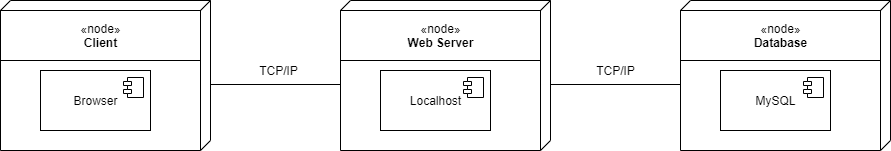 «node»
Client
Browser
TCP/IP
«node»
Web Server
Localhost
TCP/IP
«node»
Database
MySQL